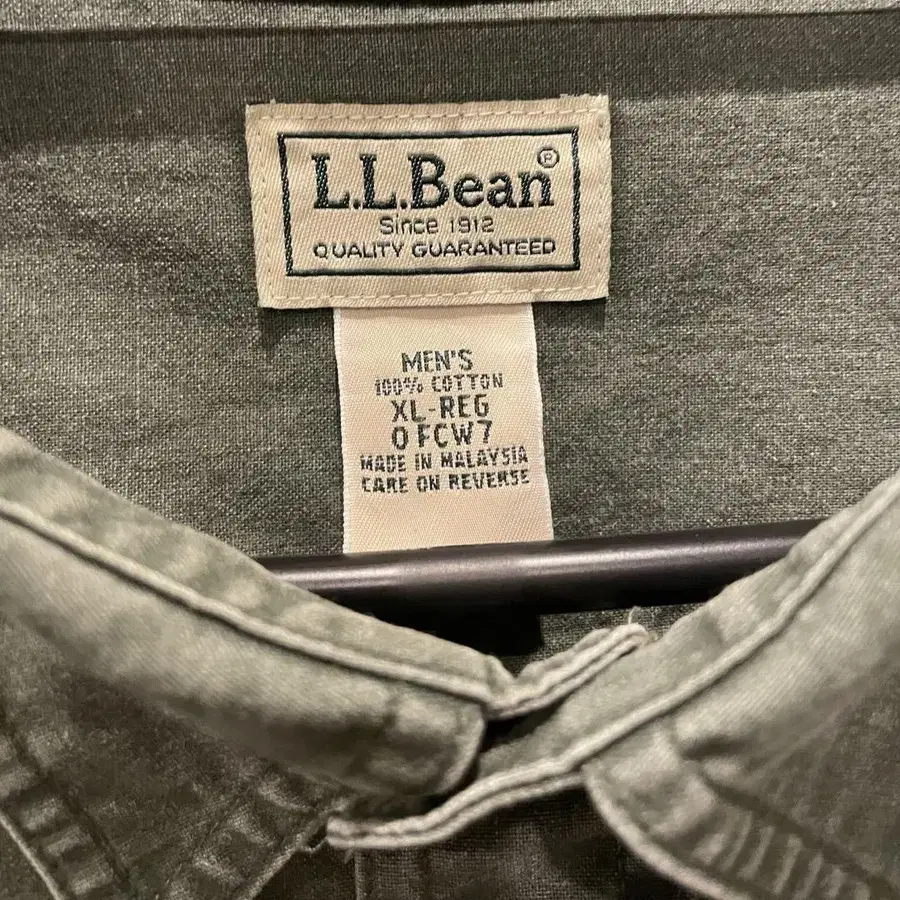 L.L.Bean®
Since 1912
QUALITY GUARANTEED
MEN'S
100% COTTON
XL-REG
0 FCW7
MADE IN MALAYSIA
CARE ON REVERSE